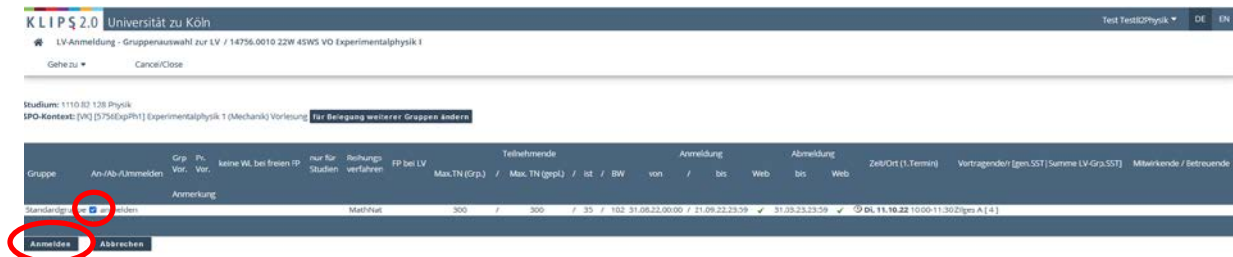 KLIPS 2.0 Universität zu Köln Test TestII2Physik DE EN
LV-Anmeldung - Gruppenauswahl zur LV / 14756.0010 22W 4SWS VO Experimentalphysik I
Gehe zu Cancel/Close
Studium: 1110 82 128 Physik
SPO-Kontext: [VK] [5756ExpPh1] Experimentalphysik 1 (Mechanik) Vorlesung für Belegung weiterer Gruppen ändern
Teilnehmende Anmeldung Abmeldung
Gruppe An-/Ab-/Ummelden Grp Vor. Pr. Vor. keine WL bei freien FP nur für Studien Reihungs verfahren FP bei LV Max.TN (Grp.) / Max. TN (gepl.) / ist / BW von / bis Web bis Web Zeit/Ort (1.Termin) Vortragende/r [gen.SST|Summe LV-Grp.SST] Mitwirkende / Betreuende
Anmerkung
Standardgruppe anmelden MathNat 300 / 300 / 35 / 102 31.08.22,00:00 / 21.09.22,23:59 31.03.23,23:59 Di, 11.10.22 10:00-11:30 Zilges A [ 4 ]
Anmelden Abbrechen